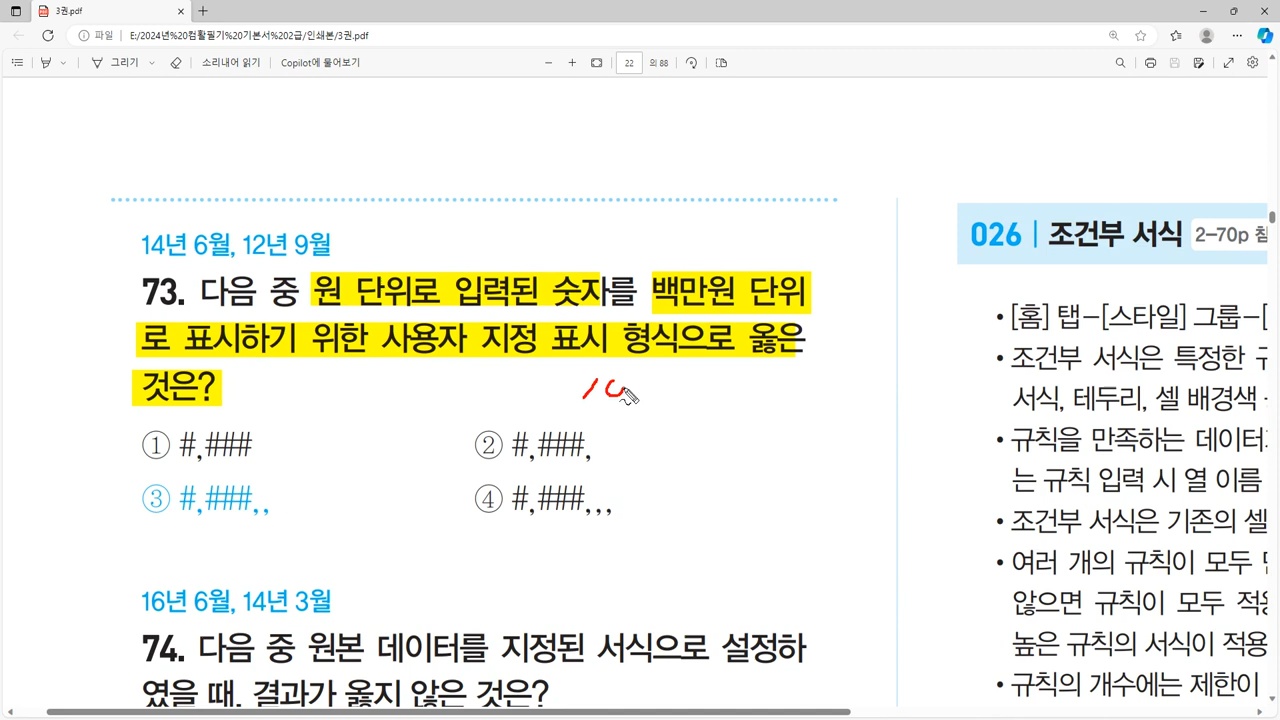 3권.pdf
파일 E:/2024년%20컴활필기%20기본서%202급/인쇄본/3권.pdf
그리기 소리내어 읽기 Copilot에 물어보기 22 의 88
14년 6월, 12년 9월
73. 다음 중 원 단위로 입력된 숫자를 백만원 단위
로 표시하기 위한 사용자 지정 표시 형식으로 옳은
것은?
10
① #,###
② #,###,
③ #,###,,
④ #,###,,,
16년 6월, 14년 3월
74. 다음 중 원본 데이터를 지정된 서식으로 설정하
였을 때, 결과가 옳지 않은 것은?
026 조건부 서식 2-70p 참
• [홈] 탭-[스타일] 그룹-[
• 조건부 서식은 특정한
서식, 테두리, 셀 배경색
• 규칙을 만족하는 데이터
는 규칙 입력 시 열 이름
• 조건부 서식은 기존의 셀
• 여러 개의 규칙이 모두
않으면 규칙이 모두
높은 규칙의 서식이 적용
• 규칙의 개수에는 제한이